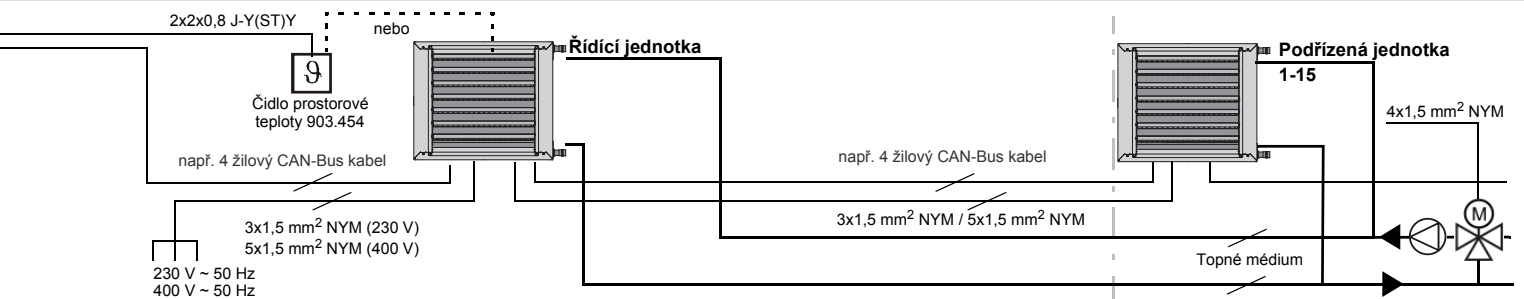 2x2x0,8 J-Y(ST)Y
nebo
Řídící jednotka
Podřízená jednotka
1-15
ϑ
Čidlo prostorové
teploty 903.454
4x1,5 mm² NYM
např. 4 žilový CAN-Bus kabel
např. 4 žilový CAN-Bus kabel
3x1,5 mm² NYM (230 V)
5x1,5 mm² NYM (400 V)
3x1,5 mm² NYM / 5x1,5 mm² NYM
M
Topné médium
230 V ~ 50 Hz
400 V ~ 50 Hz